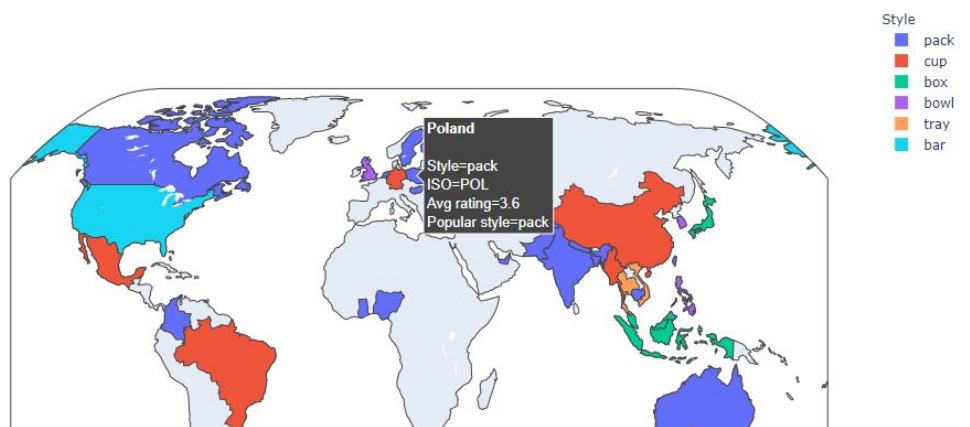 Style
pack
cup
box
bowl
tray
bar
Poland
Style=pack
ISO=POL
Avg rating=3.6
Popular style=pack